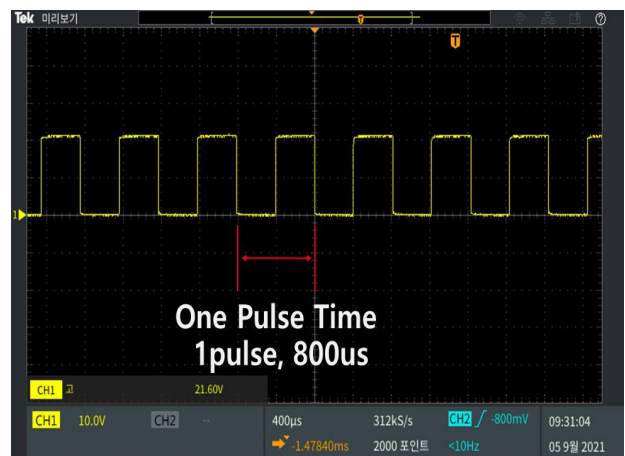 Tek 미리보기
T
T
1
One Pulse Time
1pulse, 800us
CH1 고 21.60V
CH1 10.0V CH2 -- 400µs 312kS/s CH2 -800mV 09:31:04
-1.47840ms 2000 포인트 <10Hz 05 9월 2021